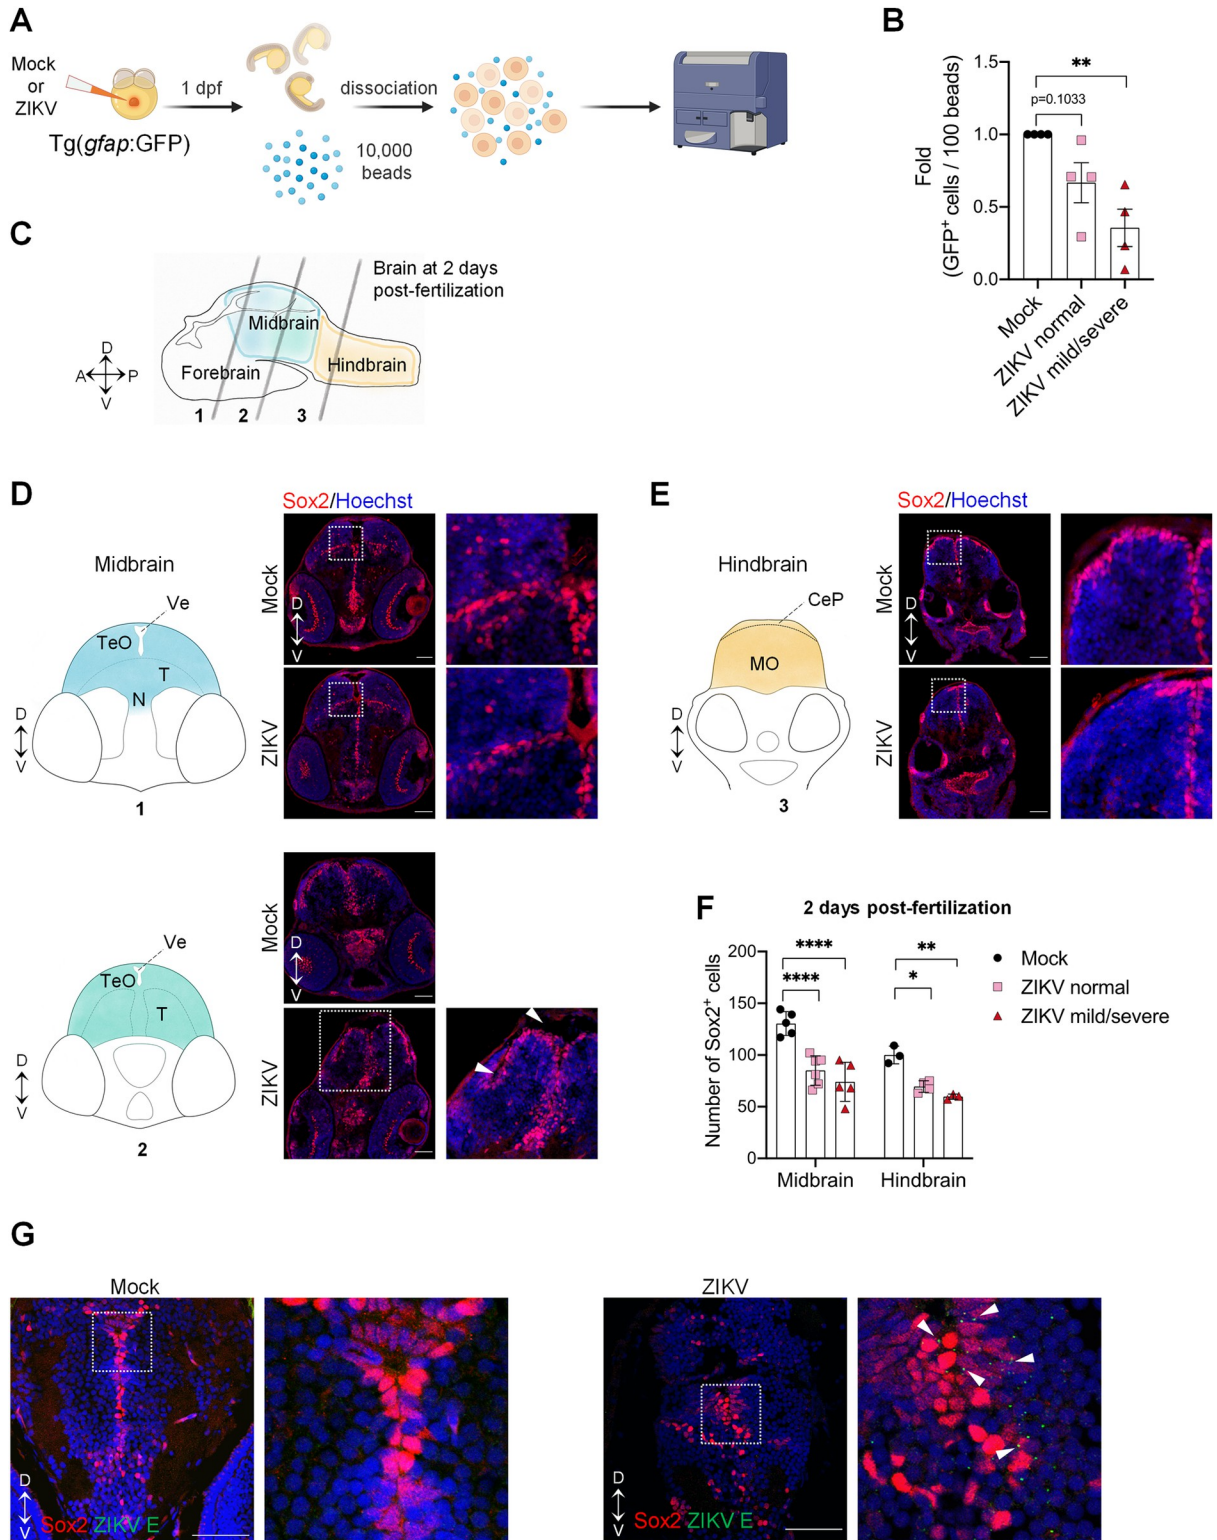 A
Mock
or
ZIKV
Tg(gfap:GFP)
1 dpf
10,000
beads
dissociation
B
Fold
(GFP+ cells / 100 beads)
1.5
1.0
0.5
0.0
**
p=0.1033
Mock
ZIKV normal
ZIKV mild/severe
C
Brain at 2 days
post-fertilization
Midbrain
Forebrain
Hindbrain
D
A P
V
1 2 3
D
Sox2/Hoechst
Midbrain
Ve
TeO
T
N
D
V
1
Mock
D
V
ZIKV
Ve
TeO
T
D
V
2
Mock
D
V
ZIKV
E
Sox2/Hoechst
Hindbrain
CeP
MO
D
V
3
Mock
D
V
ZIKV
F
2 days post-fertilization
Number of Sox2+ cells
200
150
100
50
0
****
****
**
*
Midbrain
Hindbrain
Mock
ZIKV normal
ZIKV mild/severe
G
Mock
D
V
Sox2 ZIKV E
ZIKV
D
V
Sox2 ZIKV E